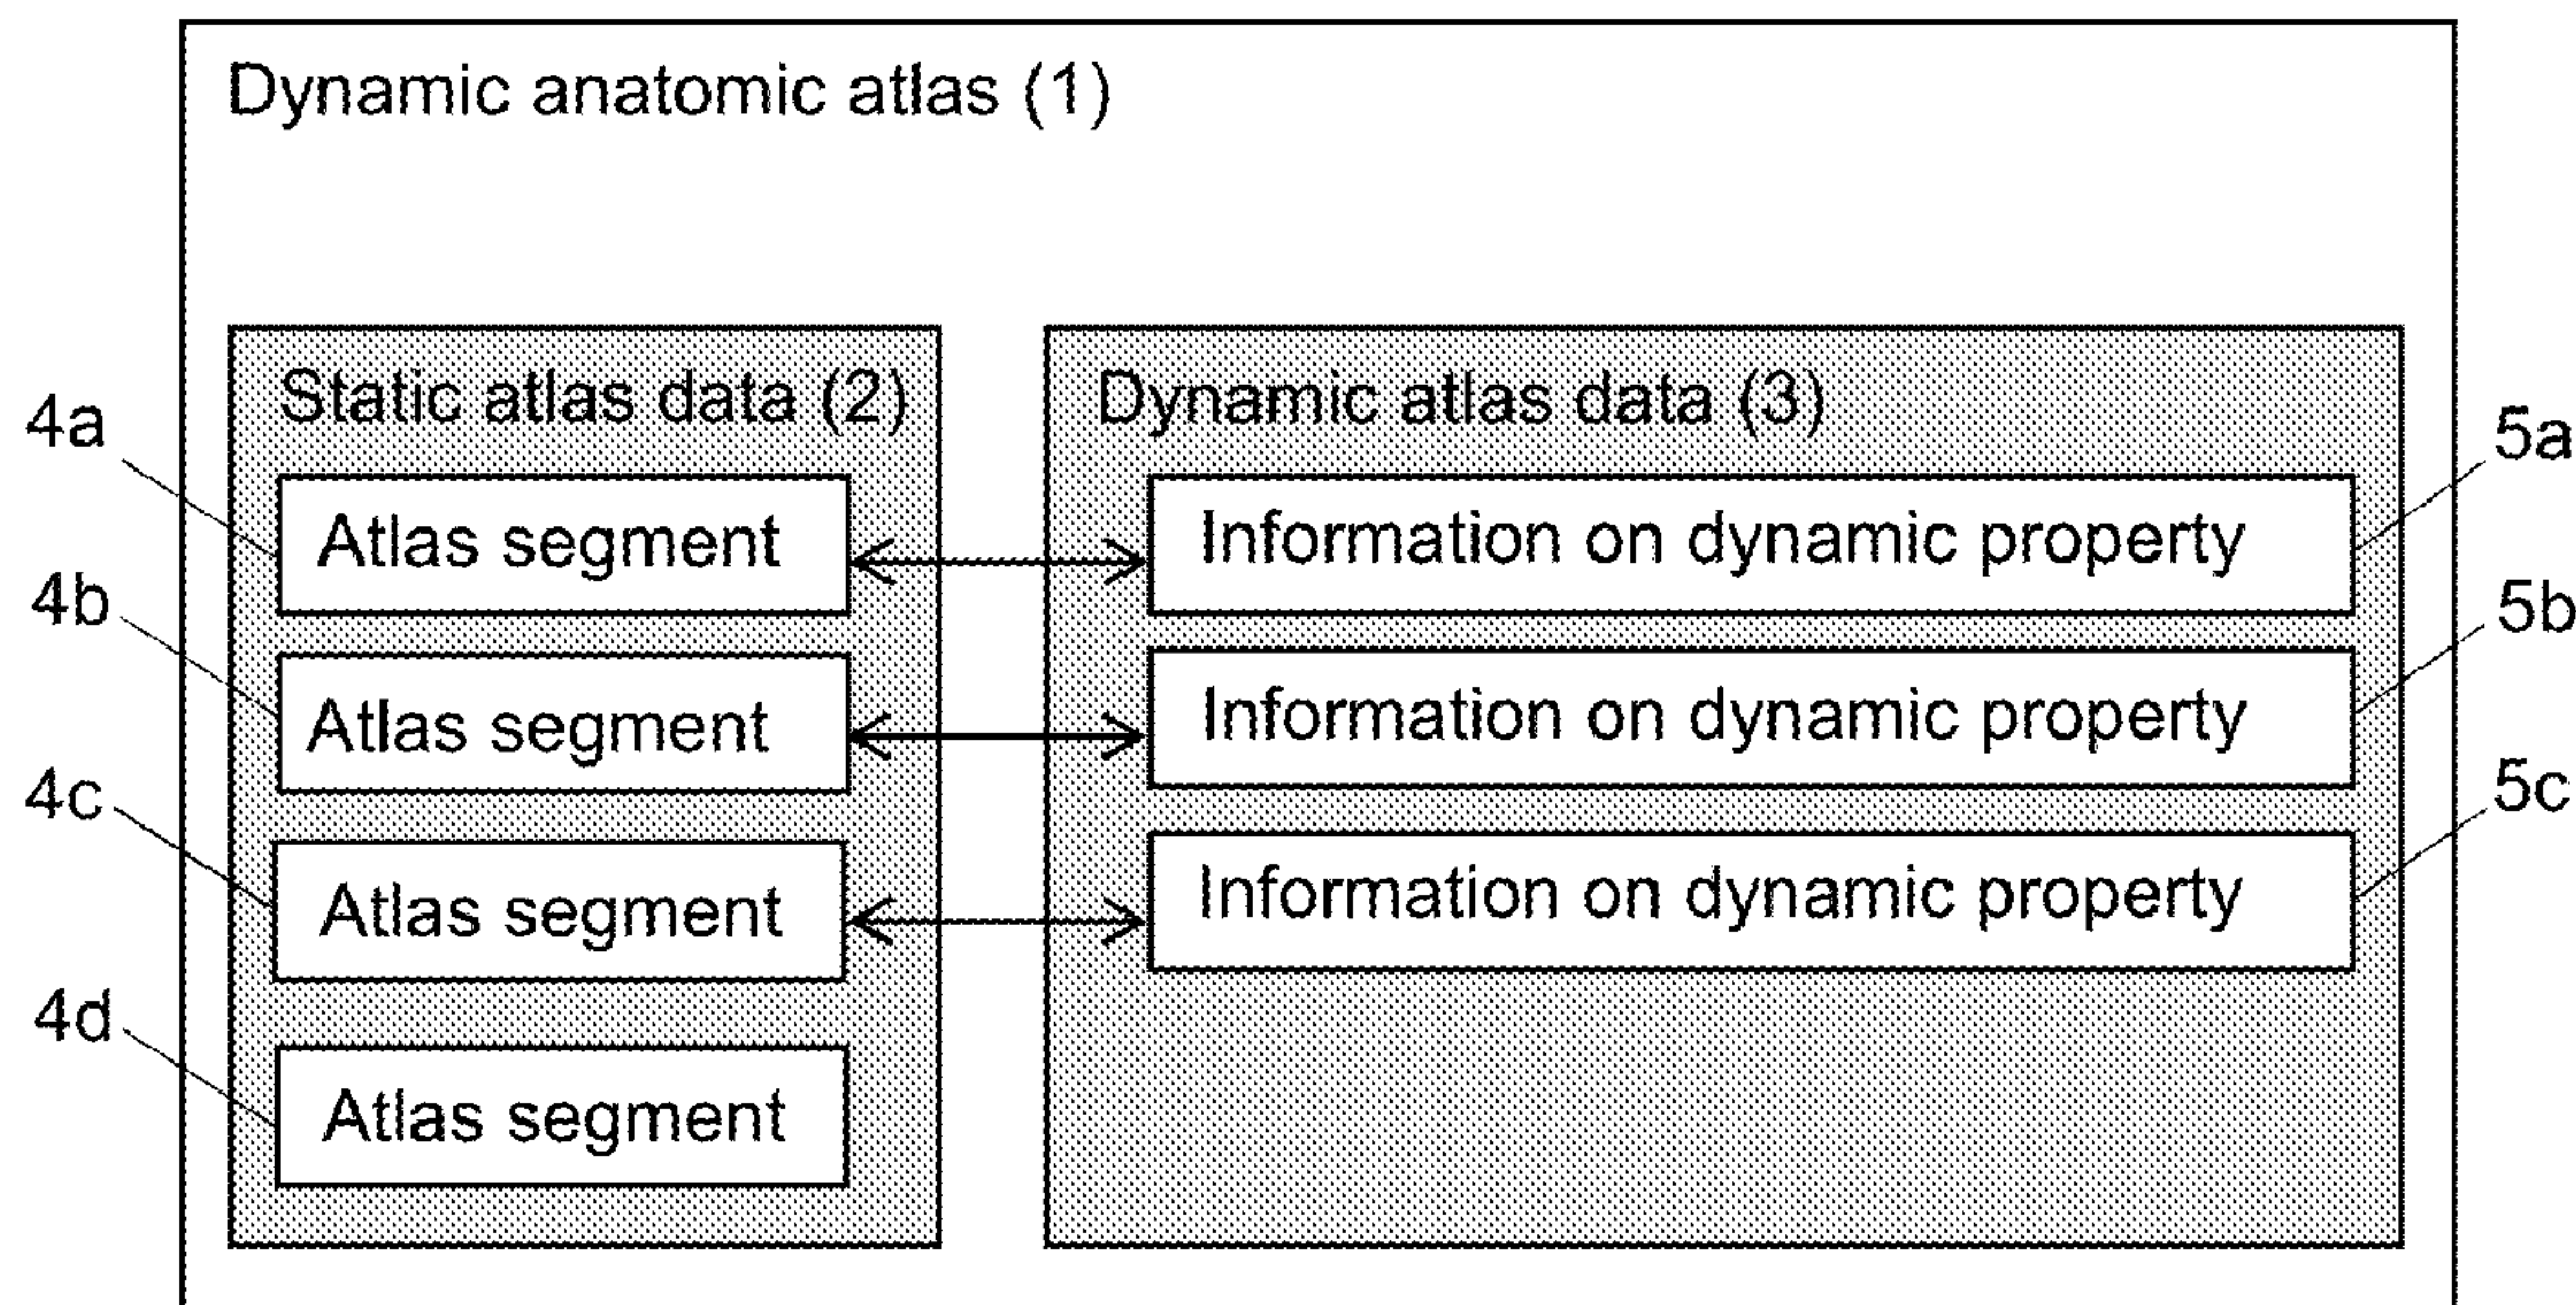 Dynamic anatomic atlas (1)
Static atlas data (2)
Dynamic atlas data (3)
4a
5a
Atlas segment
Information on dynamic property
4b
5b
Atlas segment
Information on dynamic property
4c
5c
Atlas segment
Information on dynamic property
4d
Atlas segment